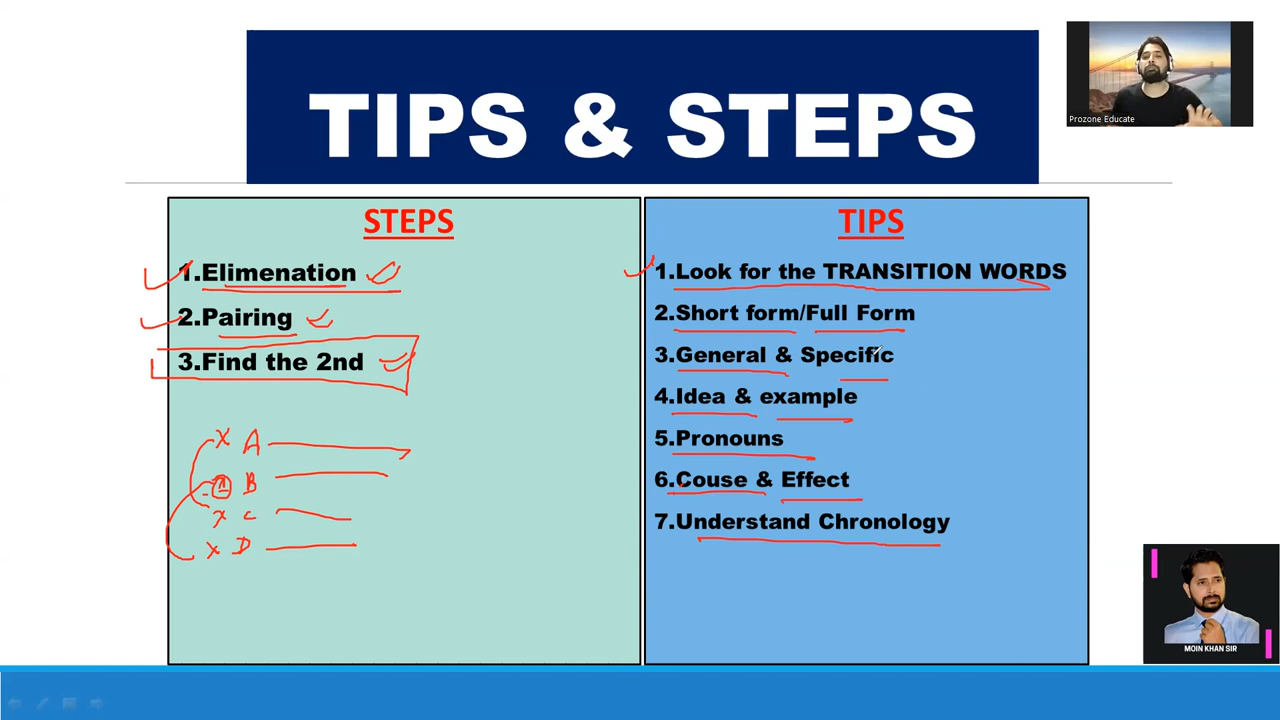 TIPS & STEPS
Prozone Educate
STEPS
1.Elimenation
2.Pairing
3.Find the 2nd
A
B
C
D
TIPS
1.Look for the TRANSITION WORDS
2.Short form/Full Form
3.General & Specific
4.Idea & example
5.Pronouns
6.Couse & Effect
7.Understand Chronology
MOIN KHAN SIR